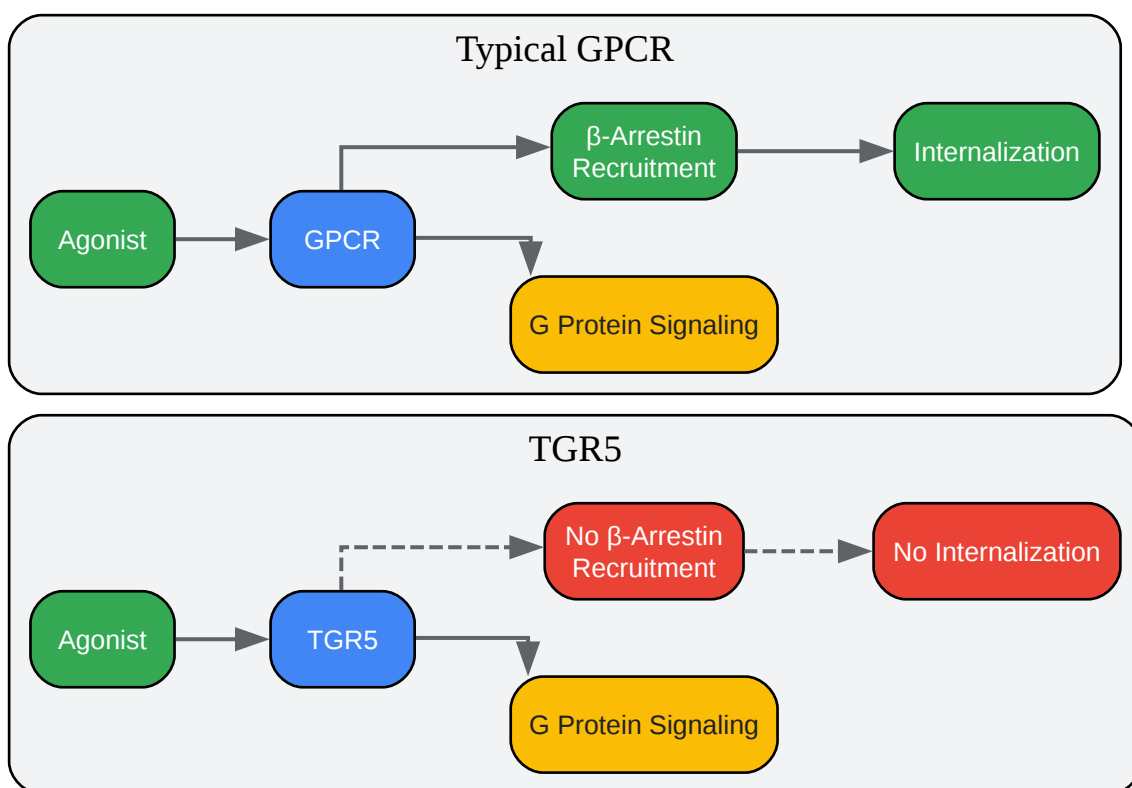 Typical GPCR
β-Arrestin
Recruitment
Internalization
Agonist
GPCR
G Protein Signaling
TGR5
No β-Arrestin
Recruitment
No Internalization
Agonist
TGR5
G Protein Signaling